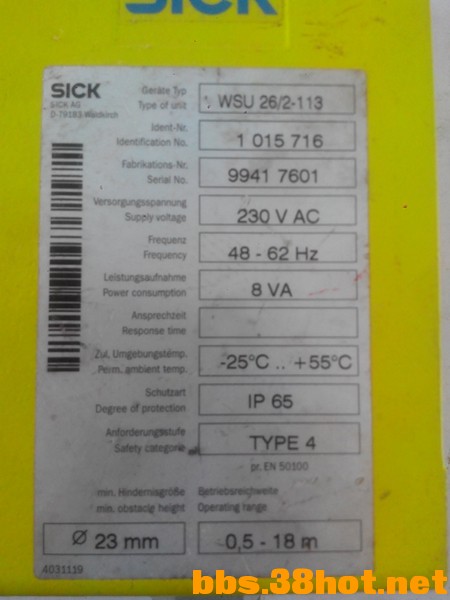 SICK
SICK
SICK AG
D-79183 Waldkirch
Geräte Typ
Type of unit
WSU 26/2-113
Ident-Nr.
Identification No.
1 015 716
Fabrikations-Nr.
Serial No.
9941 7601
Versorgungsspannung
Supply voltage
230 V AC
Frequenz
Frequency
48 - 62 Hz
Leistungsaufnahme
Power consumption
8 VA
Ansprechzeit
Response time
Zul. Umgebungstemp.
Perm. ambient temp.
-25°C .. +55°C
Schutzart
Degree of protection
IP 65
Anforderungsstufe
Safety categorie
TYPE 4
pr. EN 50100
min. Hindernisgröße
min. obstaclg height
Betriebsreichweite
Operating range
Ø 23 mm
0,5 - 18 m
4031119
bbs.38hot.net